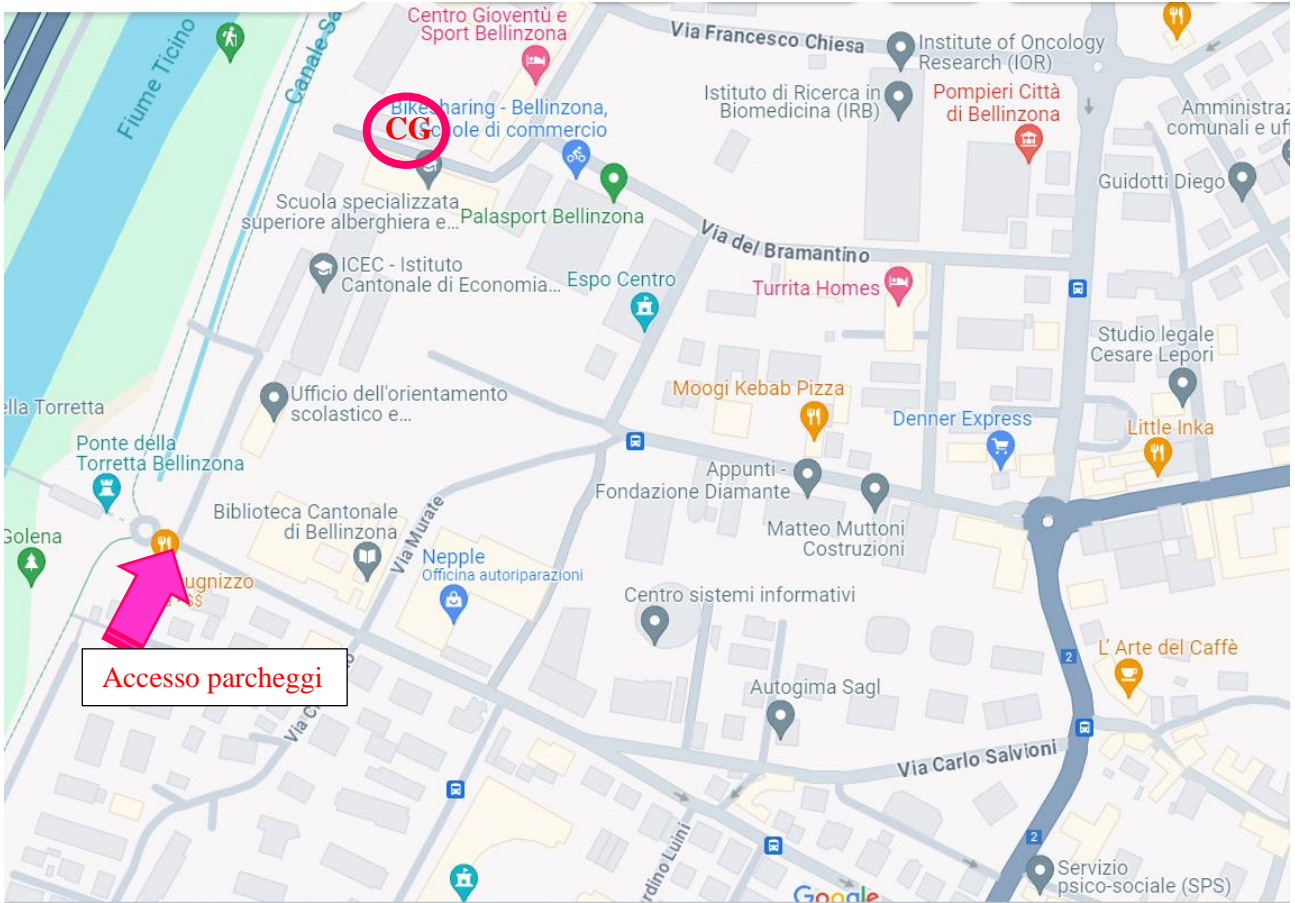 Centro Gioventù e
Sport Bellinzona
Via Francesco Chiesa
Institute of Oncology
Research (IOR)
Fiume Ticino
Canale
Istituto di Ricerca in
Biomedicina (IRB)
Pompieri Città
di Bellinzona
comunali e
Bikesharing - Bellinzona,
CG
di commercio
Guidotti Diego
Scuola specializzata
superiore alberghiera e...
Palasport Bellinzona
Via del Bramantino
ICEC - Istituto
Cantonale di Economia...
Espo Centro
Turrita Homes
Studio legale
Cesare Lepori
Ufficio dell'orientamento
scolastico e...
Moogi Kebab Pizza
Torretta
Denner Express
Little Inka
Ponte della
Torretta Bellinzona
Appunti -
Fondazione Diamante
Biblioteca Cantonale
di Bellinzona
Via Murate
Matteo Muttoni
Costruzioni
Golena
Nepple
Officina autoriparazioni
Centro sistemi informativi
L' Arte del Caffè
2
Accesso parcheggi
Autogima Sagl
Via
Via Carlo Salvioni
2
Luini
Servizio
psico-sociale (SPS)
Google